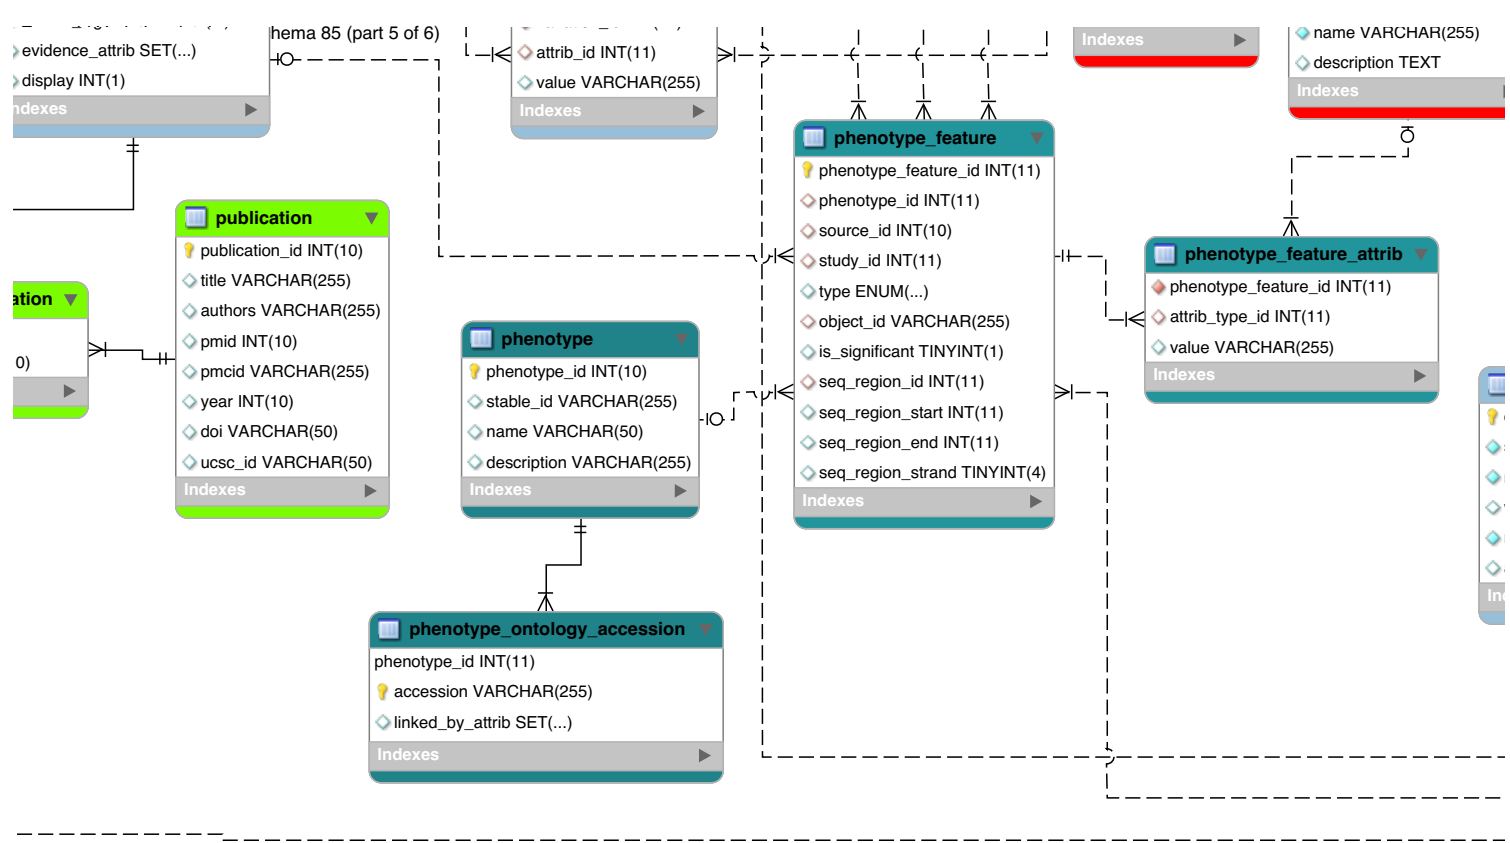 hema 85 (part 5 of 6)
evidence_attrib SET(...)
display INT(1)
ndexes
attrib_id INT(11)
value VARCHAR(255)
Indexes
Indexes
name VARCHAR(255)
description TEXT
Indexes
phenotype_feature
phenotype_feature_id INT(11)
phenotype_id INT(11)
source_id INT(10)
study_id INT(11)
type ENUM(...)
object_id VARCHAR(255)
is_significant TINYINT(1)
seq_region_id INT(11)
seq_region_start INT(11)
seq_region_end INT(11)
seq_region_strand TINYINT(4)
Indexes
publication
publication_id INT(10)
title VARCHAR(255)
authors VARCHAR(255)
pmid INT(10)
pmcid VARCHAR(255)
year INT(10)
doi VARCHAR(50)
ucsc_id VARCHAR(50)
Indexes
phenotype_feature_attrib
phenotype_feature_id INT(11)
attrib_type_id INT(11)
value VARCHAR(255)
Indexes
ation
0)
phenotype
phenotype_id INT(10)
stable_id VARCHAR(255)
name VARCHAR(50)
description VARCHAR(255)
Indexes
phenotype_ontology_accession
phenotype_id INT(11)
accession VARCHAR(255)
linked_by_attrib SET(...)
Indexes
Ind